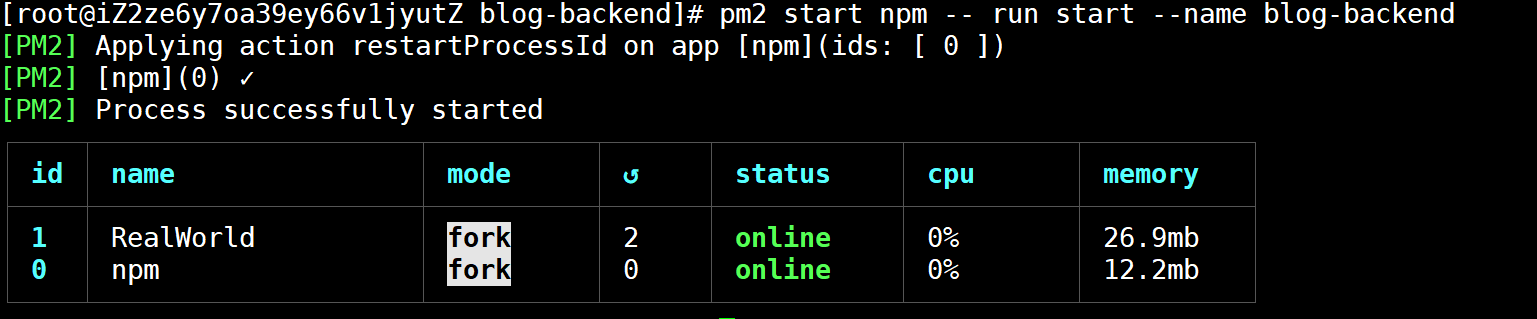 [root@iZ2ze6y7oa39ey66v1jyutZ blog-backend]# pm2 start npm -- run start --name blog-backend
[PM2] Applying action restartProcessId on app [npm](ids: [ 0 ])
[PM2] [npm](0) ✓
[PM2] Process successfully started
id name mode ↺ status cpu memory
1 RealWorld fork 2 online 0% 26.9mb
0 npm fork 0 online 0% 12.2mb